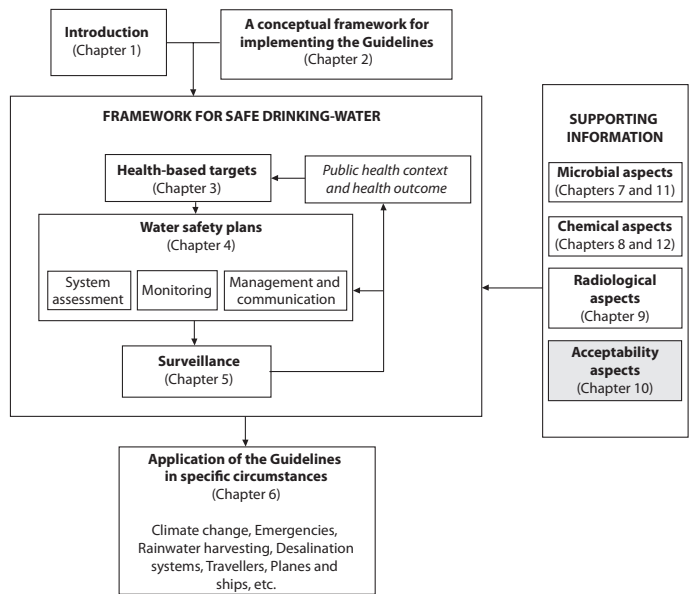 Introduction
(Chapter 1)
A conceptual framework for
implementing the Guidelines
(Chapter 2)
FRAMEWORK FOR SAFE DRINKING-WATER
Health-based targets
(Chapter 3)
Public health context
and health outcome
Water safety plans
(Chapter 4)
System
assessment
Monitoring
Management and
communication
Surveillance
(Chapter 5)
SUPPORTING
INFORMATION
Microbial aspects
(Chapters 7 and 11)
Chemical aspects
(Chapters 8 and 12)
Radiological
aspects
(Chapter 9)
Acceptability
aspects
(Chapter 10)
Application of the Guidelines
in specific circumstances
(Chapter 6)
Climate change, Emergencies,
Rainwater harvesting, Desalination
systems, Travellers, Planes and
ships, etc.